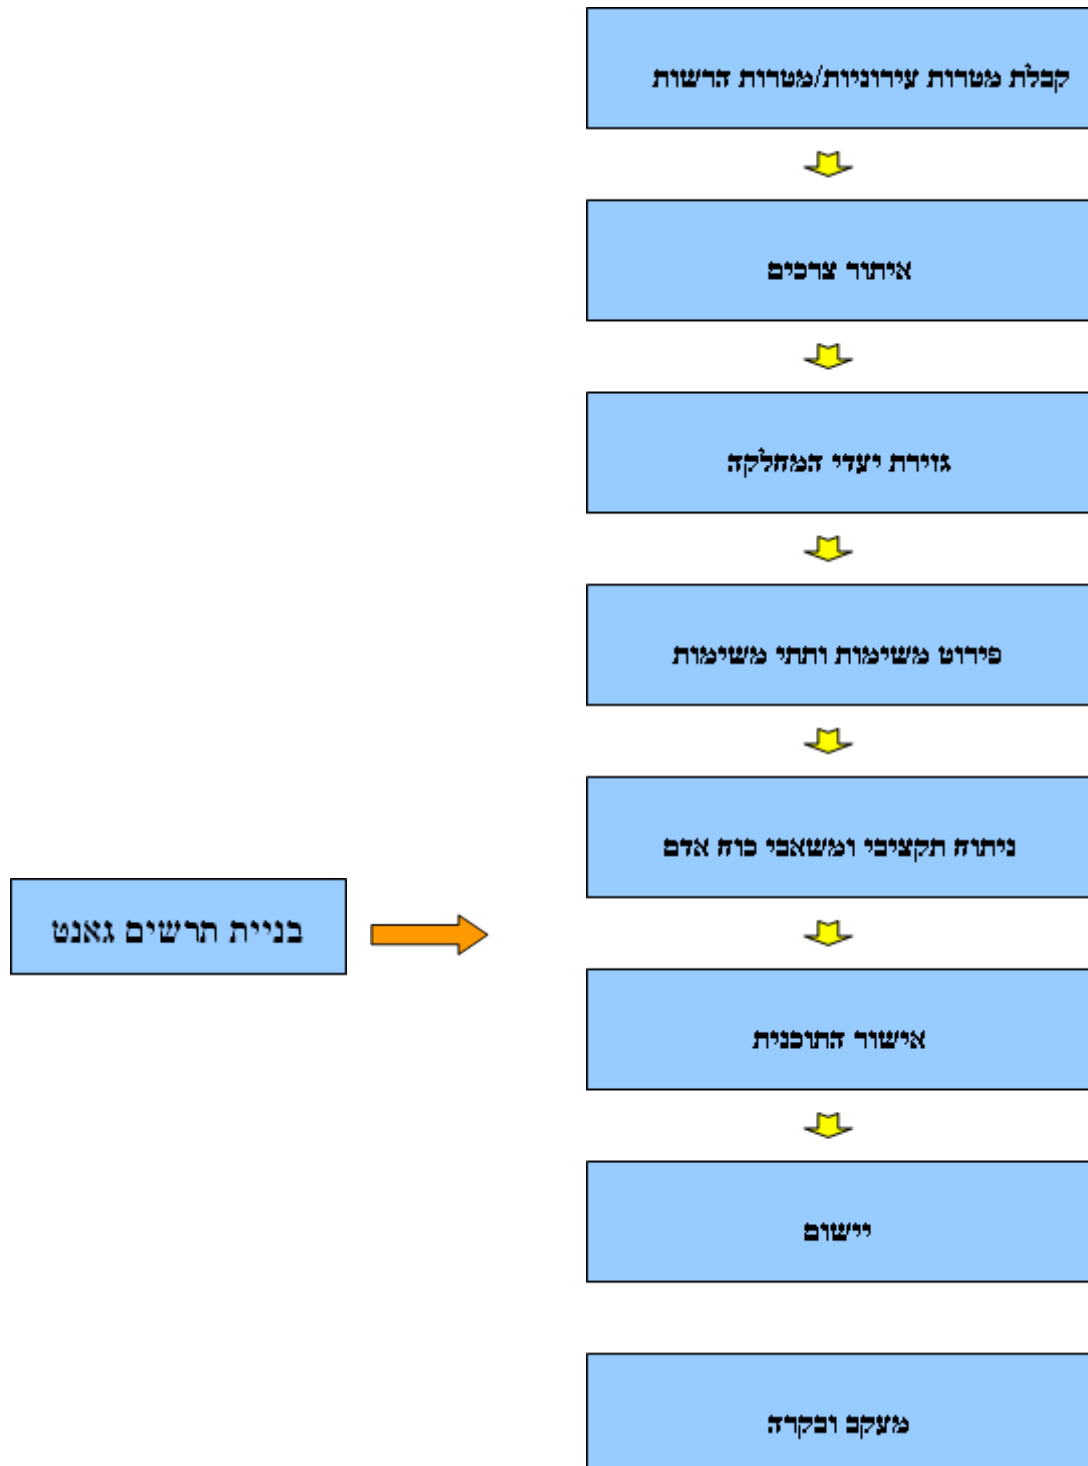 קבלת מטרות עירוניות/מטרות הרשות
איתור צרכים
גזירת יעדי המחלקה
פירוט משימות ותתי משימות
ניתוח תקציבי ומשאבי כוח אדם
בניית תרשים גאנט
אישור התוכנית
יישום
מעקב ובקרה